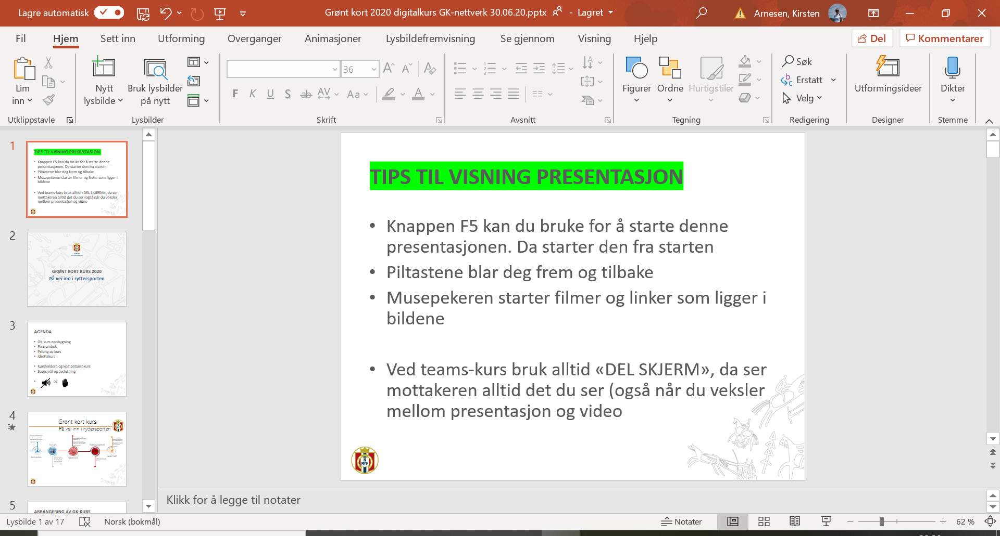 Lagre automatisk
Grønt kort 2020 digitalkurs GK-nettverk 30.06.20.pptx - Lagret
Arnesen, Kirsten
Fil Hjem Sett inn Utforming Overganger Animasjoner Lysbildefremvisning Se gjennom Visning Hjelp Del Kommentarer
Lim inn
Utklippstavle
Nytt lysbilde
Bruk lysbilder på nytt
Lysbilder
36
F K U S ab AV Aa A
Skrift
Avsnitt
Figurer
Ordne
Hurtigstiler
Tegning
Søk
Erstatt
Velg
Redigering
Utformingsideer
Designer
Dikter
Stemme
1
TIPS TIL VISNING PRESENTASJON
• Knappen F5 kan du bruke for å starte denne
presentasjonen. Da starter den fra starten
• Piltastene blar deg frem og tilbake
• Musepekeren starter filmer og linker som ligger i
bildene
• Ved teams-kurs bruk alltid «DEL SKJERM», da ser
mottakeren alltid det du ser (også når du veksler
mellom presentasjon og video
2
GRØNT KORT KURS 2020
På vei inn i ryttersporten
3
AGENDA
• GK-kurs oppbygning
• Pensumbok
• Prising av kurs
• Idrettskurs
• Kursholdere og kompetansekurs
• Spørsmål og avslutning
• og
4
Grønt kort kurs
På vei inn i ryttersporten
5
ARRANGERING AV GK-KURS
TIPS TIL VISNING PRESENTASJON
• Knappen F5 kan du bruke for å starte denne
presentasjonen. Da starter den fra starten
• Piltastene blar deg frem og tilbake
• Musepekeren starter filmer og linker som ligger i
bildene
• Ved teams-kurs bruk alltid «DEL SKJERM», da ser
mottakeren alltid det du ser (også når du veksler
mellom presentasjon og video
N
RYF
Klikk for å legge til notater
Lysbilde 1 av 17 Norsk (bokmål) Notater 62 %